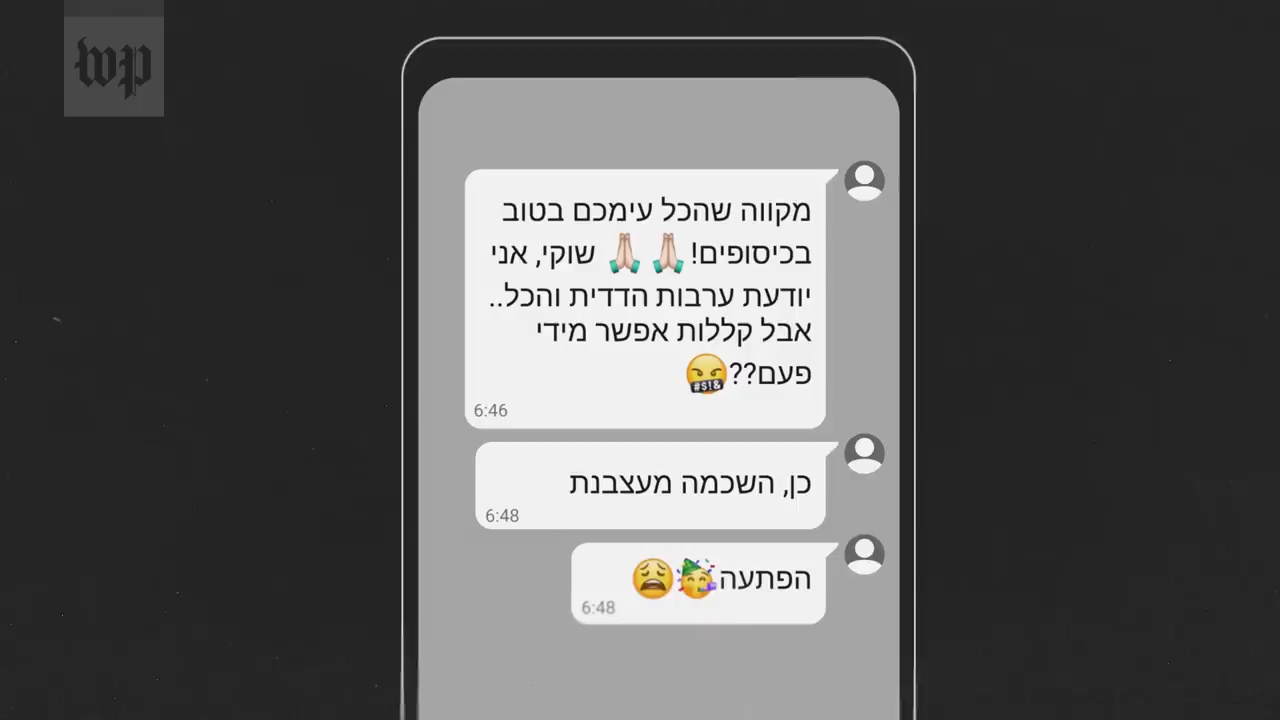 wp
מקווה שהכל עימכם בטוב
בכיסופים!🙏🏻🙏🏻 שוקי, אני
יודעת ערבות הדדית והכל..
אבל קללות אפשר מידי
פעם??🤬
6:46
כן, השכמה מעצבנת
6:48
הפתעה🥳😩
6:48